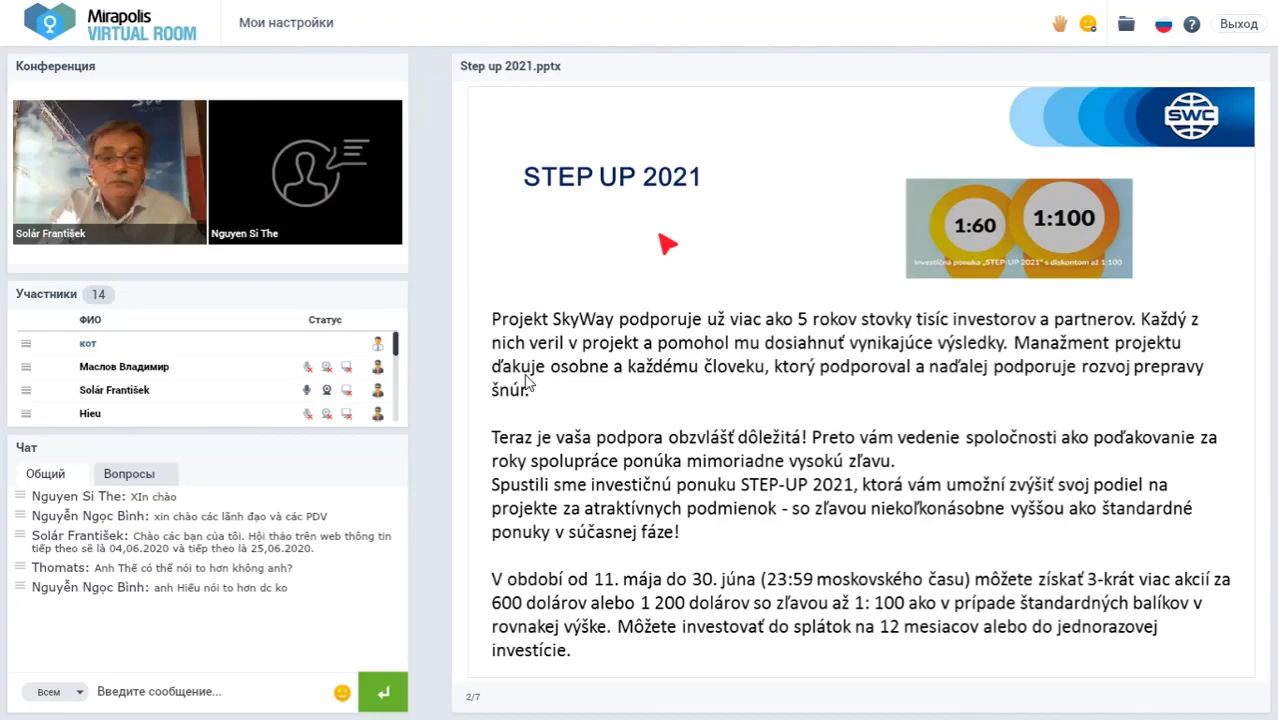 Mirapolis
VIRTUAL ROOM
Мои настройки
?
Выход
Конференция
Solár František
Nguyen Si The
Участники 14
ФИО Статус
кот
Маслов Владимир
Solár František
Hieu
Чат
Общий Вопросы
Nguyen Si The: XIn chào
Nguyễn Ngọc Bình: xin chào các lãnh đạo và các PDV
Solár František: Chào các bạn của tôi. Hội thảo trên web thông tin
tiếp theo sẽ là 04,06.2020 và tiếp theo là 25,06.2020.
Thomats: Anh Thế có thể nói to hơn không anh?
Nguyễn Ngọc Bình: anh Hiếu nói to hơn dc ko
Всем Введите сообщение...
Step up 2021.pptx
SWC
STEP UP 2021
1:60 1:100
Investičná ponuka „STEP-UP 2021" s diskontom až 1:100
Projekt SkyWay podporuje už viac ako 5 rokov stovky tisíc investorov a partnerov. Každý z
nich veril v projekt a pomohol mu dosiahnuť vynikajúce výsledky. Manažment projektu
ďakuje osobne a každému človeku, ktorý podporoval a naďalej podporuje rozvoj prepravy
šnúr.
Teraz je vaša podpora obzvlášť dôležitá! Preto vám vedenie spoločnosti ako poďakovanie za
roky spolupráce ponúka mimoriadne vysokú zľavu.
Spustili sme investičnú ponuku STEP-UP 2021, ktorá vám umožní zvýšiť svoj podiel na
projekte za atraktívnych podmienok - so zľavou niekoľkonásobne vyššou ako štandardné
ponuky v súčasnej fáze!
V období od 11. mája do 30. júna (23:59 moskovského času) môžete získať 3-krát viac akcií za
600 dolárov alebo 1 200 dolárov so zľavou až 1: 100 ako v prípade štandardných balíkov v
rovnakej výške. Môžete investovať do splátok na 12 mesiacov alebo do jednorazovej
investície.
2/7